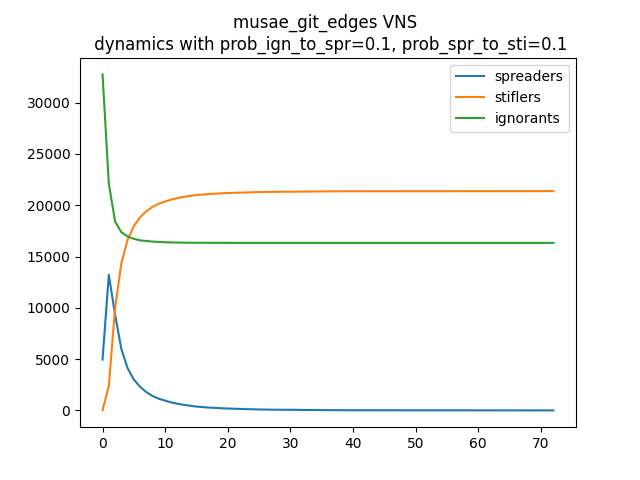 musae_git_edges VNS
dynamics with prob_ign_to_spr=0.1, prob_spr_to_sti=0.1
spreaders
stiflers
ignorants
30000
25000
20000
15000
10000
5000
0
0 10 20 30 40 50 60 70